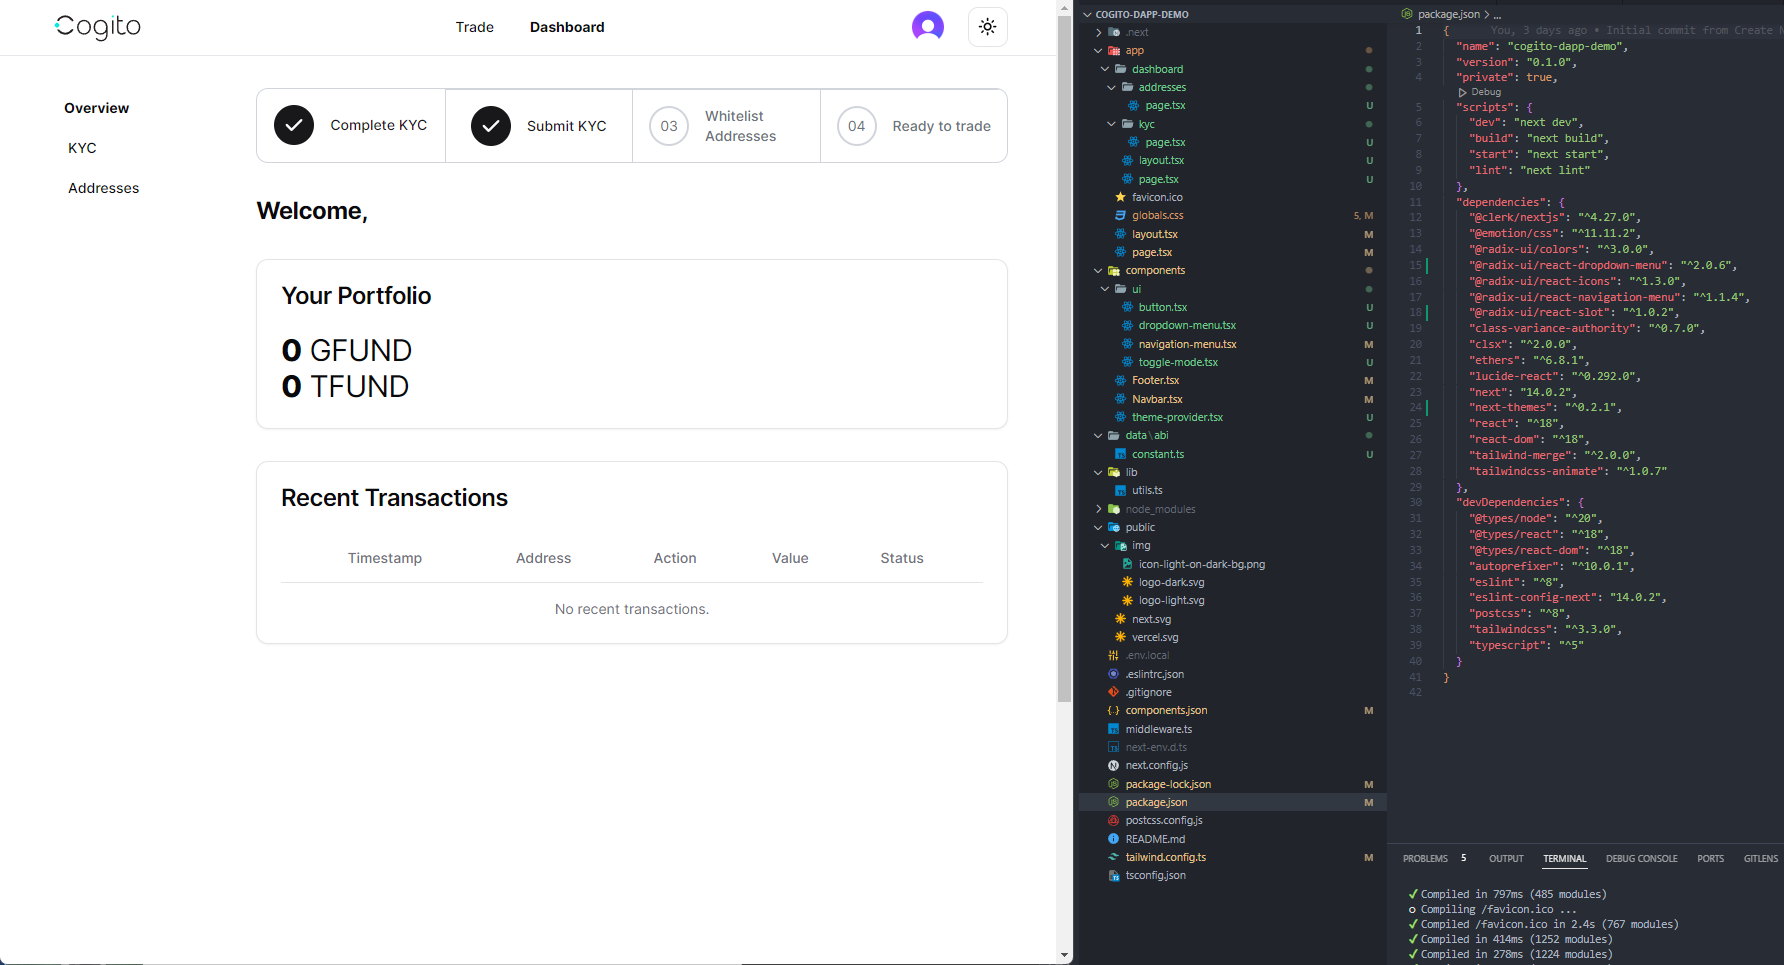 Cogito
Trade
Dashboard
Overview
KYC
Addresses
Complete KYC
Submit KYC
03
Whitelist
Addresses
04
Ready to trade
Welcome,
Your Portfolio
0 GFUND
0 TFUND
Recent Transactions
Timestamp Address Action Value Status
No recent transactions.
COGITO-DAPP-DEMO
.next
app
dashboard
addresses
page.tsx U
kyc
page.tsx U
layout.tsx U
page.tsx U
favicon.ico
globals.css 5, M
layout.tsx M
page.tsx M
components
ui
button.tsx U
dropdown-menu.tsx U
navigation-menu.tsx M
toggle-mode.tsx U
Footer.tsx M
Navbar.tsx M
theme-provider.tsx U
data\abi
constant.ts U
lib
utils.ts
node_modules
public
img
icon-light-on-dark-bg.png
logo-dark.svg
logo-light.svg
next.svg
vercel.svg
.env.local
.eslintrc.json
.gitignore
components.json M
middleware.ts
next-env.d.ts
next.config.js
package-lock.json M
package.json M
postcss.config.js
README.md
tailwind.config.ts M
tsconfig.json
package.json > ...
1 { You, 3 days ago • Initial commit from Create N
2 "name": "cogito-dapp-demo",
3 "version": "0.1.0",
4 "private": true,
Debug
5 "scripts": {
6 "dev": "next dev",
7 "build": "next build",
8 "start": "next start",
9 "lint": "next lint"
10 },
11 "dependencies": {
12 "@clerk/nextjs": "^4.27.0",
13 "@emotion/css": "^11.11.2",
14 "@radix-ui/colors": "^3.0.0",
15 "@radix-ui/react-dropdown-menu": "^2.0.6",
16 "@radix-ui/react-icons": "^1.3.0",
17 "@radix-ui/react-navigation-menu": "^1.1.4",
18 "@radix-ui/react-slot": "^1.0.2",
19 "class-variance-authority": "^0.7.0",
20 "clsx": "^2.0.0",
21 "ethers": "^6.8.1",
22 "lucide-react": "^0.292.0",
23 "next": "14.0.2",
24 "next-themes": "^0.2.1",
25 "react": "^18",
26 "react-dom": "^18",
27 "tailwind-merge": "^2.0.0",
28 "tailwindcss-animate": "^1.0.7"
29 },
30 "devDependencies": {
31 "@types/node": "^20",
32 "@types/react": "^18",
33 "@types/react-dom": "^18",
34 "autoprefixer": "^10.0.1",
35 "eslint": "^8",
36 "eslint-config-next": "14.0.2",
37 "postcss": "^8",
38 "tailwindcss": "^3.3.0",
39 "typescript": "^5"
40 }
41 }
42
PROBLEMS 5 OUTPUT TERMINAL DEBUG CONSOLE PORTS GITLENS
✓ Compiled in 797ms (485 modules)
○ Compiling /favicon.ico ...
✓ Compiled /favicon.ico in 2.4s (767 modules)
✓ Compiled in 414ms (1252 modules)
✓ Compiled in 278ms (1224 modules)